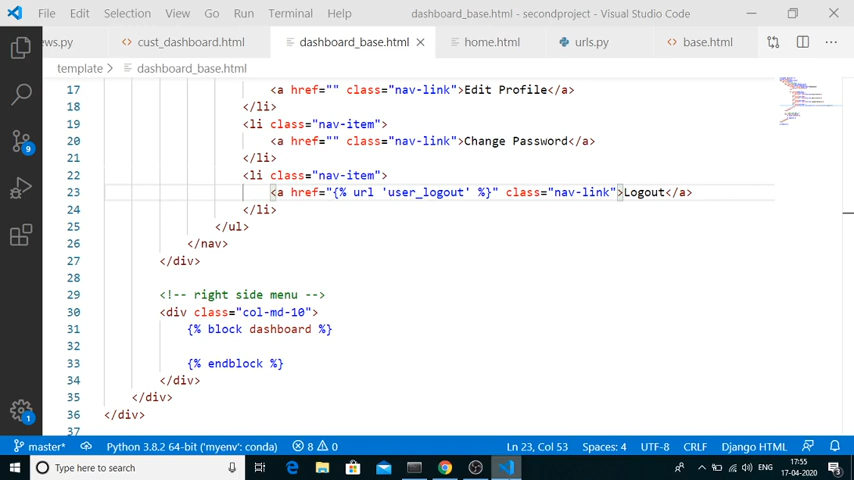 File Edit Selection View Go Run Terminal Help dashboard_base.html - secondproject - Visual Studio Code
ews.py cust_dashboard.html dashboard_base.html home.html urls.py base.html
template > dashboard_base.html
17 <a href="" class="nav-link">Edit Profile</a>
18 </li>
19 <li class="nav-item">
20 <a href="" class="nav-link">Change Password</a>
21 </li>
22 <li class="nav-item">
23 <a href="{% url 'user_logout' %}" class="nav-link">Logout</a>
24 </li>
25 </ul>
26 </nav>
27 </div>
28
29 <!-- right side menu -->
30 <div class="col-md-10">
31 {% block dashboard %}
32
33 {% endblock %}
34 </div>
35 </div>
36 </div>
37
9
1
master* Python 3.8.2 64-bit ('myenv': conda) 8 0 Ln 23, Col 53 Spaces: 4 UTF-8 CRLF Django HTML
Type here to search ENG 17:55
17-04-2020 3